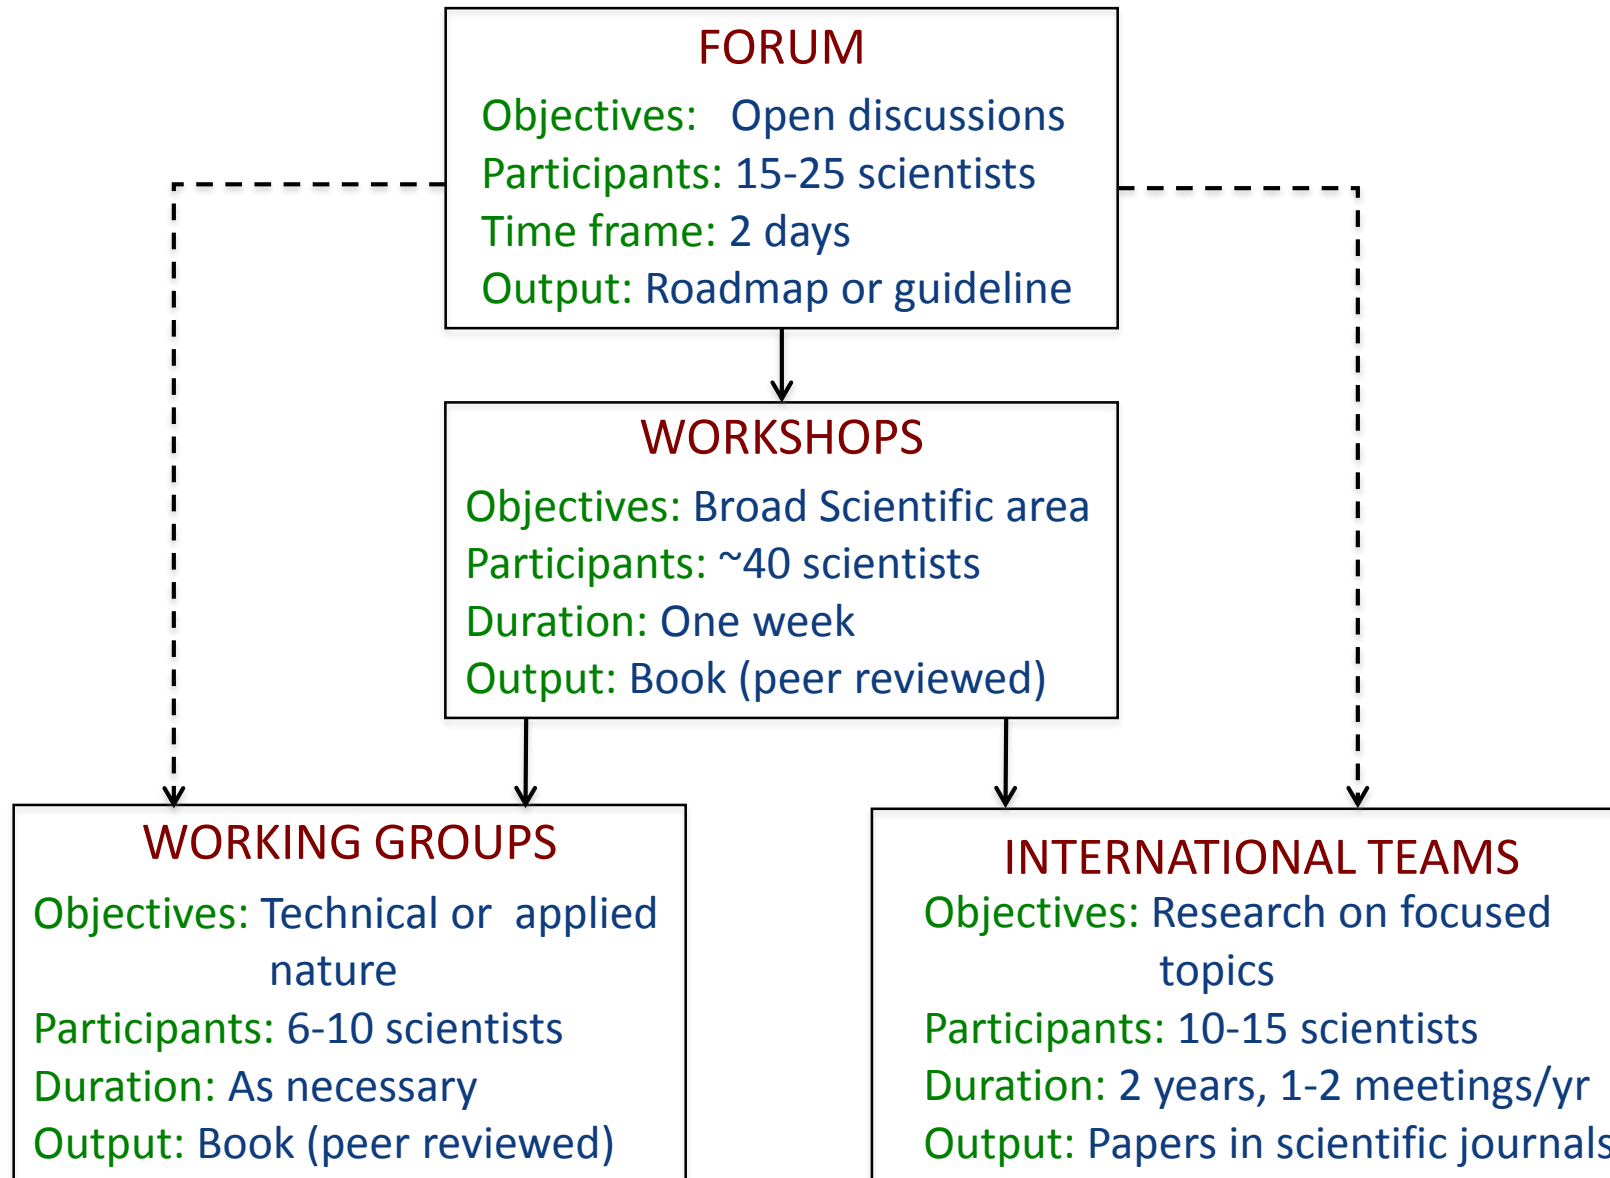 FORUM
Objectives: Open discussions
Participants: 15-25 scientists
Time frame: 2 days
Output: Roadmap or guideline
WORKSHOPS
Objectives: Broad Scientific area
Participants: ~40 scientists
Duration: One week
Output: Book (peer reviewed)
WORKING GROUPS
Objectives: Technical or applied
nature
Participants: 6-10 scientists
Duration: As necessary
Output: Book (peer reviewed)
INTERNATIONAL TEAMS
Objectives: Research on focused
topics
Participants: 10-15 scientists
Duration: 2 years, 1-2 meetings/yr
Output: Papers in scientific journals